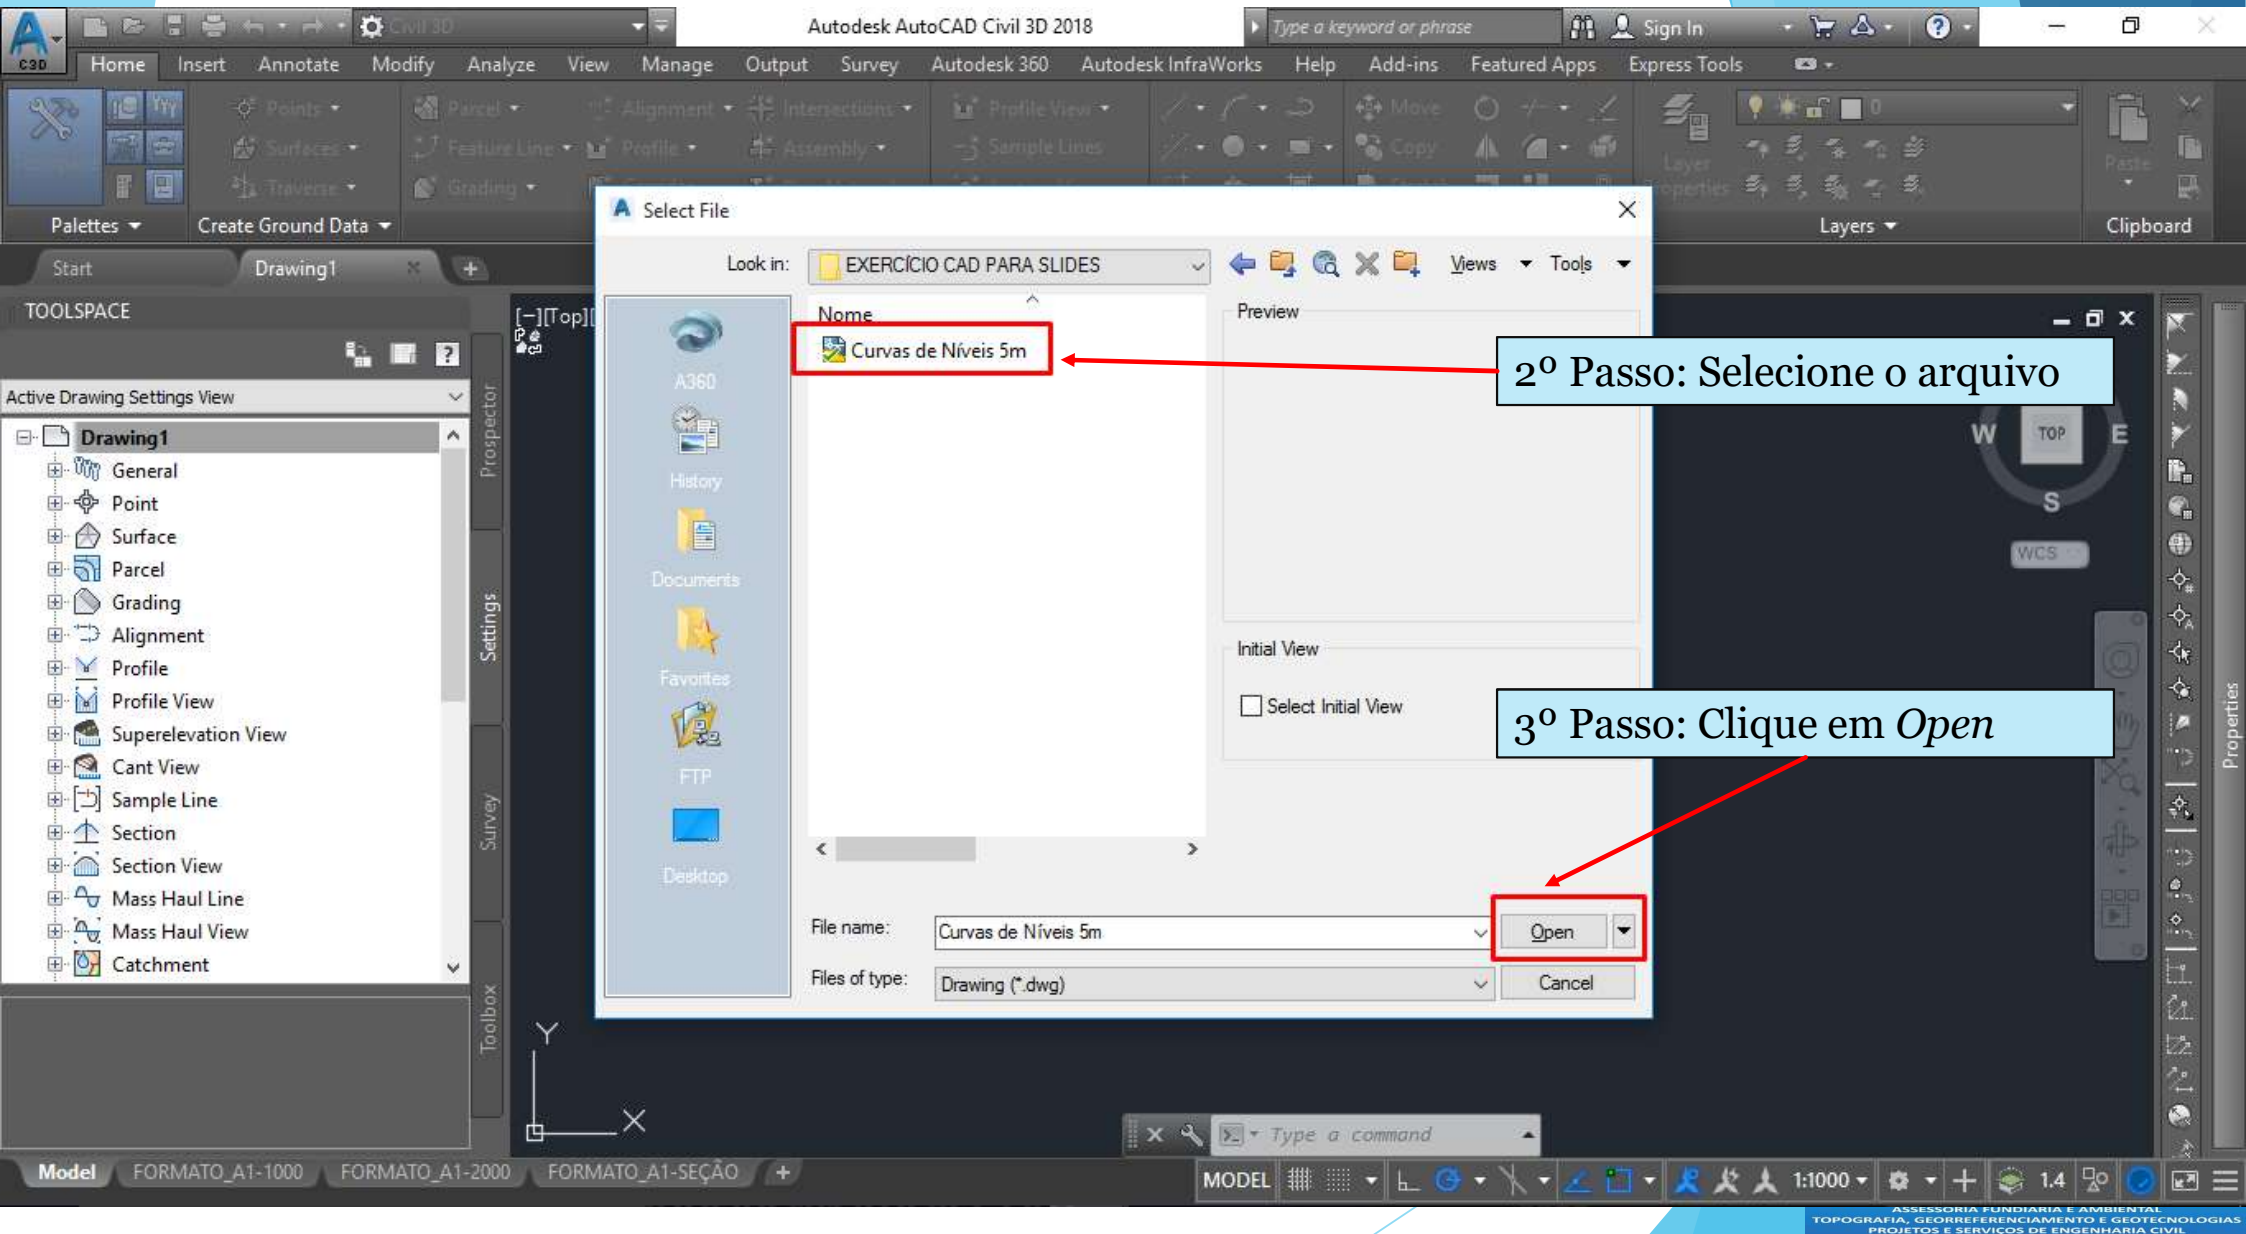 Civil 3D
Autodesk AutoCAD Civil 3D 2018
Type a keyword or phrase
Sign In
C3D
Home Insert Annotate Modify Analyze View Manage Output Survey Autodesk 360 Autodesk InfraWorks Help Add-ins Featured Apps Express Tools
Points Parcel Alignment Intersections Profile View Move 0
Surfaces Feature Line Profile Assembly Sample Lines Copy Layer Paste
Traverse Grading Properties
Palettes Create Ground Data Layers Clipboard
Start Drawing1
TOOLSPACE
Active Drawing Settings View
Drawing1
General
Point
Surface
Parcel
Grading
Alignment
Profile
Profile View
Superelevation View
Cant View
Sample Line
Section
Section View
Mass Haul Line
Mass Haul View
Catchment
Prospector
Settings
Survey
Toolbox
[−][Top][
Select File
Look in: EXERCÍCIO CAD PARA SLIDES Views Tools
Nome
Curvas de Níveis 5m
A360
History
Documents
Favorites
FTP
Desktop
Preview
2º Passo: Selecione o arquivo
Initial View
Select Initial View
3º Passo: Clique em Open
File name: Curvas de Níveis 5m Open
Files of type: Drawing (*.dwg) Cancel
W TOP E
S
WCS
Properties
Y
X
Type a command
Model FORMATO_A1-1000 FORMATO_A1-2000 FORMATO_A1-SEÇÃO +
MODEL 1:1000 1.4
ASSESSORIA FUNDIÁRIA E AMBIENTAL
TOPOGRAFIA, GEORREFERENCIAMENTO E GEOTECNOLOGIAS
PROJETOS E SERVIÇOS DE ENGENHARIA CIVIL